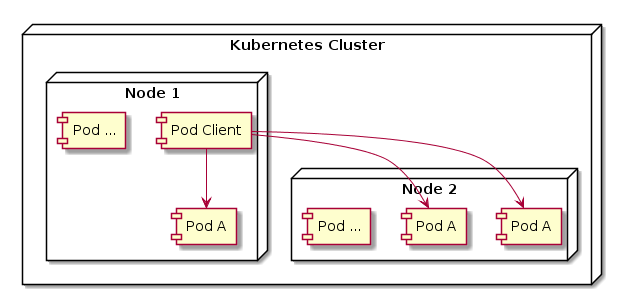 Kubernetes Cluster
Node 1
Pod ...
Pod Client
Pod A
Node 2
Pod ...
Pod A
Pod A